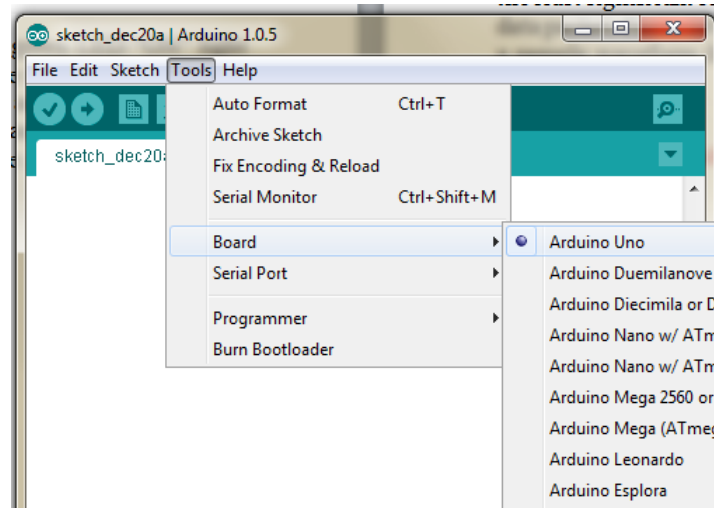 sketch_dec20a | Arduino 1.0.5
File Edit Sketch Tools Help
sketch_dec20a
Auto Format Ctrl+T
Archive Sketch
Fix Encoding & Reload
Serial Monitor Ctrl+Shift+M
Board
Serial Port
Programmer
Burn Bootloader
Arduino Uno
Arduino Duemilanove
Arduino Diecimila or D
Arduino Nano w/ ATm
Arduino Nano w/ ATm
Arduino Mega 2560 or
Arduino Mega (ATmeg
Arduino Leonardo
Arduino Esplora